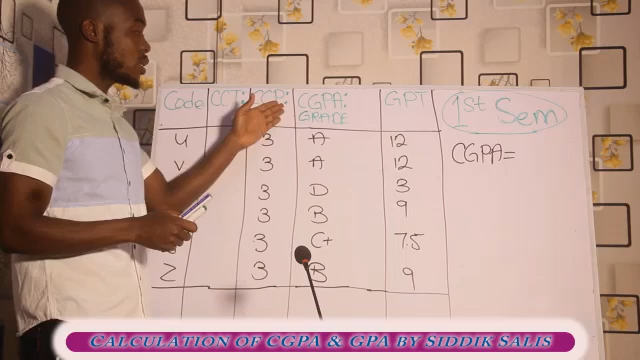 Code CCT: CCP: CGPA: GPT
GRADE
1st Sem
CGPA=
U 3 A 12
V 3 A 12
3 D 3
3 B 9
3 C+ 7.5
Z 3 B 9
CALCULATION OF CGPA & GPA BY SIDDIK SALIS